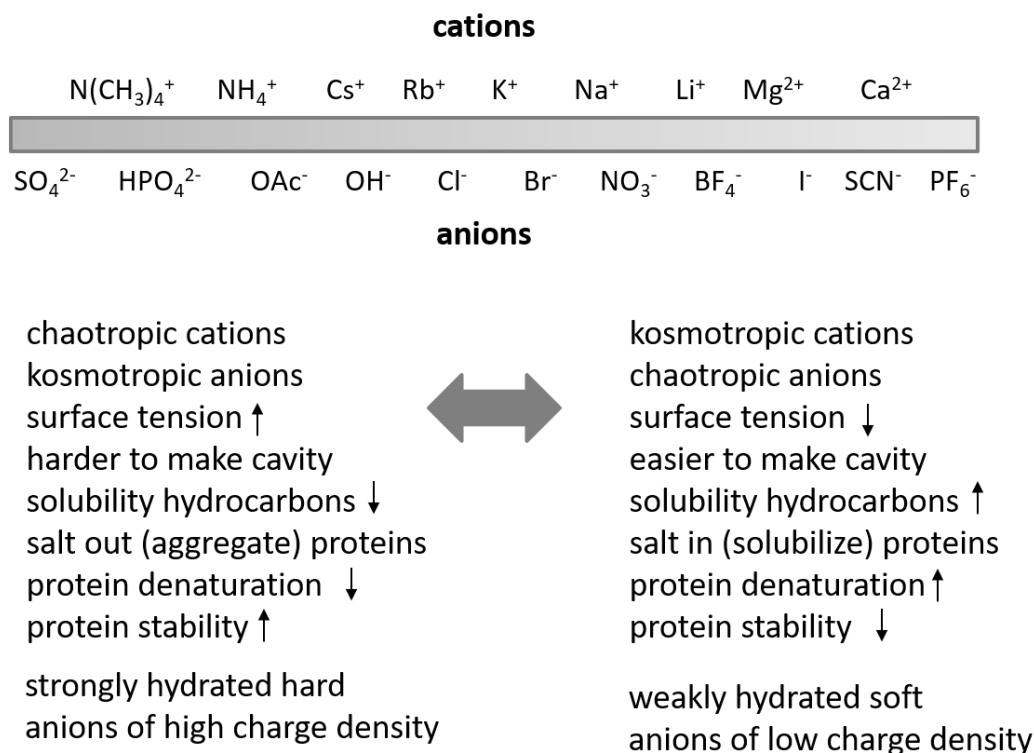 cations
N(CH₃)₄⁺ NH₄⁺ Cs⁺ Rb⁺ K⁺ Na⁺ Li⁺ Mg²⁺ Ca²⁺
SO₄²⁻ HPO₄²⁻ OAc⁻ OH⁻ Cl⁻ Br⁻ NO₃⁻ BF₄⁻ I⁻ SCN⁻ PF₆⁻
anions
chaotropic cations
kosmotropic anions
surface tension ↑
harder to make cavity
solubility hydrocarbons ↓
salt out (aggregate) proteins
protein denaturation ↓
protein stability ↑
strongly hydrated hard
anions of high charge density
kosmotropic cations
chaotropic anions
surface tension ↓
easier to make cavity
solubility hydrocarbons ↑
salt in (solubilize) proteins
protein denaturation ↑
protein stability ↓
weakly hydrated soft
anions of low charge density